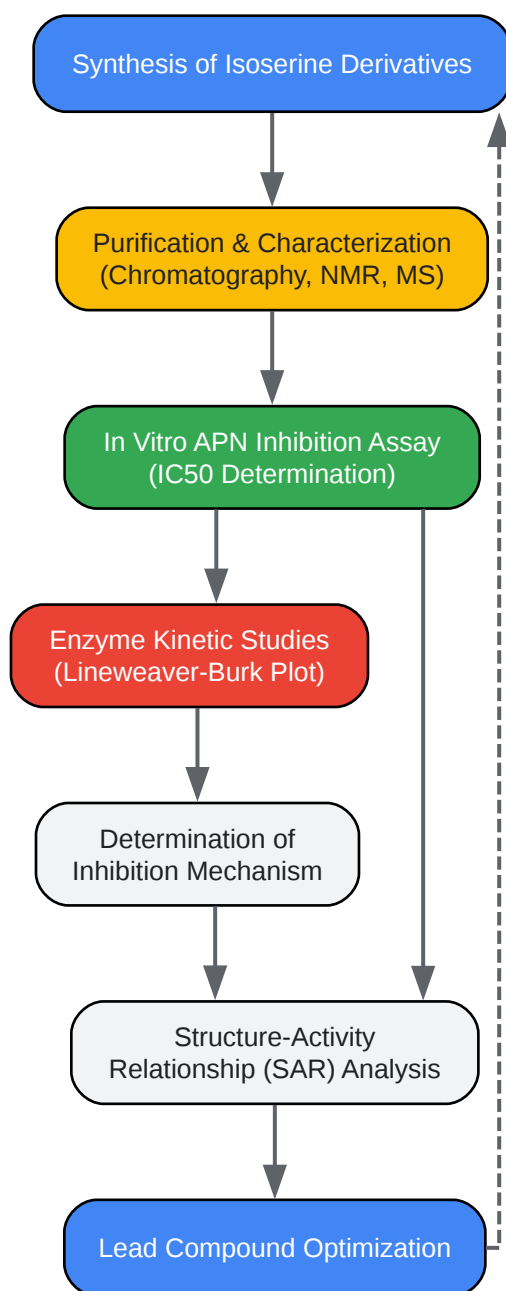 Synthesis of Isoserine Derivatives
Purification & Characterization
(Chromatography, NMR, MS)
In Vitro APN Inhibition Assay
(IC50 Determination)
Enzyme Kinetic Studies
(Lineweaver-Burk Plot)
Determination of
Inhibition Mechanism
Structure-Activity
Relationship (SAR) Analysis
Lead Compound Optimization